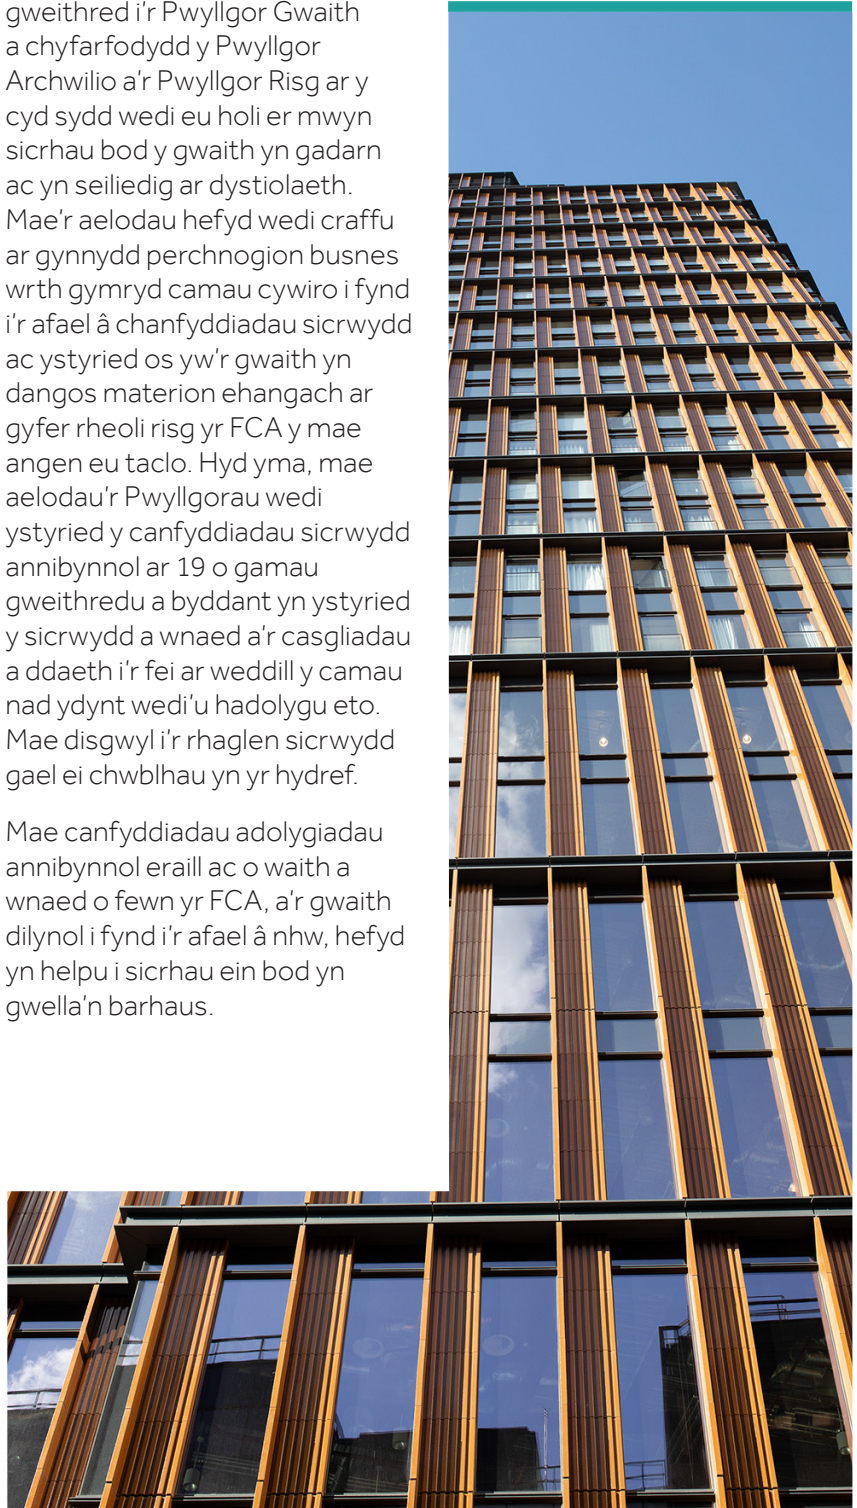 gweithred i'r Pwyllgor Gwaith
a chyfarfodydd y Pwyllgor
Archwilio a'r Pwyllgor Risg ar y
cyd sydd wedi eu holi er mwyn
sicrhau bod y gwaith yn gadarn
ac yn seiliedig ar dystiolaeth.
Mae'r aelodau hefyd wedi craffu
ar gynnydd perchnogion busnes
wrth gymryd camau cywiro i fynd
i'r afael â chanfyddiadau sicrwydd
ac ystyried os yw'r gwaith yn
dangos materion ehangach ar
gyfer rheoli risg yr FCA y mae
angen eu taclo. Hyd yma, mae
aelodau'r Pwyllgorau wedi
ystyried y canfyddiadau sicrwydd
annibynnol ar 19 o gamau
gweithredu a byddant yn ystyried
y sicrwydd a wnaed a'r casgliadau
a ddaeth i'r fei ar weddill y camau
nad ydynt wedi'u hadolygu eto.
Mae disgwyl i'r rhaglen sicrwydd
gael ei chwblhau yn yr hydref.
Mae canfyddiadau adolygiadau
annibynnol eraill ac o waith a
wnaed o fewn yr FCA, a'r gwaith
dilynol i fynd i'r afael â nhw, hefyd
yn helpu i sicrhau ein bod yn
gwella'n barhaus.